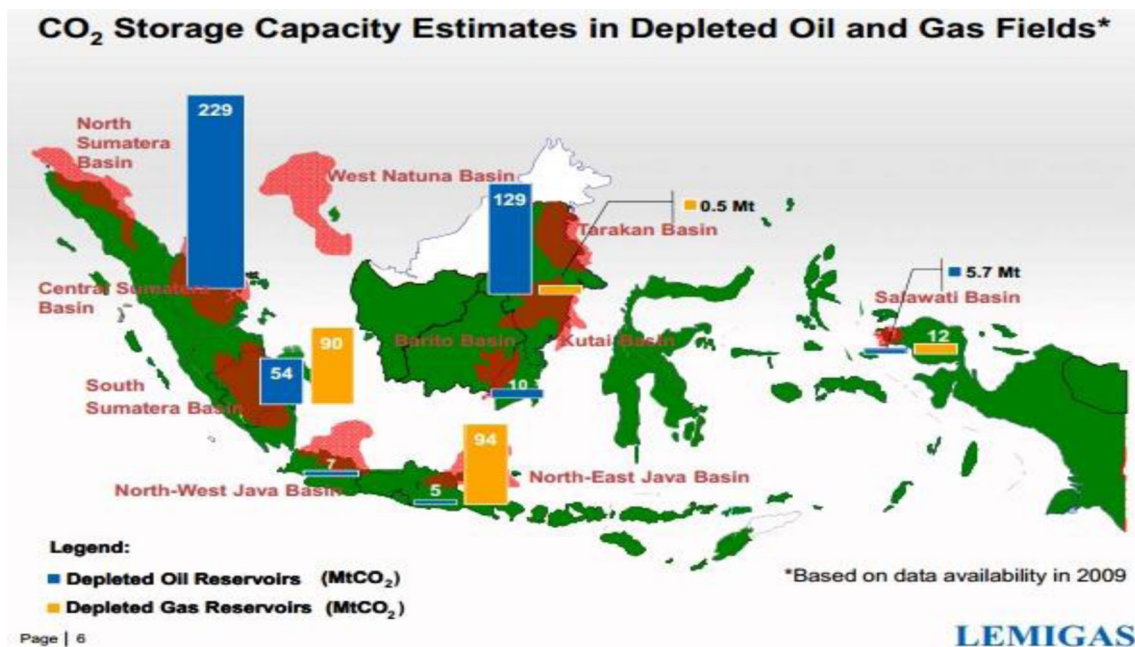 CO₂ Storage Capacity Estimates in Depleted Oil and Gas Fields*
229
North
Sumatera
Basin
West Natuna Basin
129
0.5 Mt
Tarakan Basin
5.7 Mt
Salawati Basin
Central Sumatera
Basin
90
12
Barito Basin
Kutai Basin
54
South
Sumatera Basin
10
94
7
North-West Java Basin
5
North-East Java Basin
Legend:
Depleted Oil Reservoirs (MtCO₂)
Depleted Gas Reservoirs (MtCO₂)
*Based on data availability in 2009
Page | 6
LEMIGAS